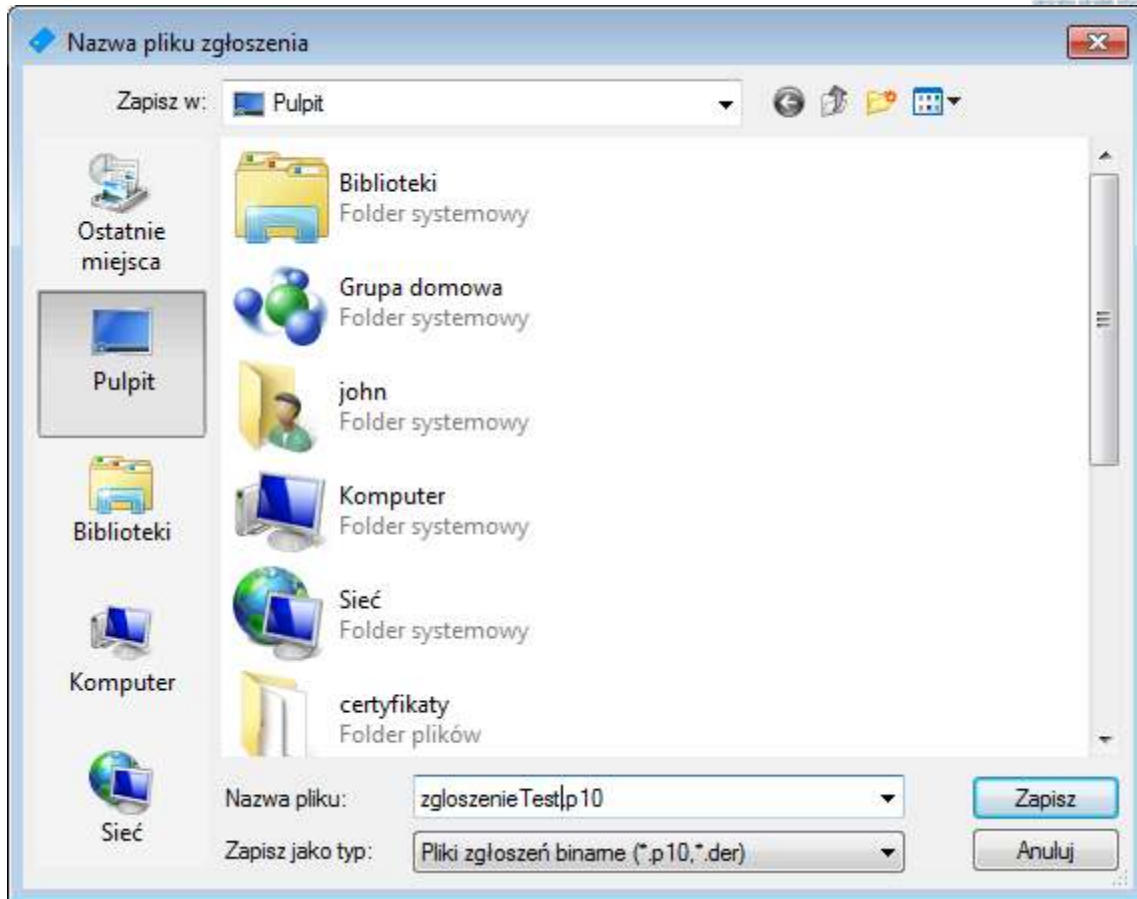 Nazwa pliku zgłoszenia
Zapisz w:
Pulpit
Ostatnie
miejsca
Pulpit
Biblioteki
Komputer
Sieć
Biblioteki
Folder systemowy
Grupa domowa
Folder systemowy
john
Folder systemowy
Komputer
Folder systemowy
Sieć
Folder systemowy
certyfikaty
Folder plików
Nazwa pliku:
zgloszenieTest.p10
Zapisz
Zapisz jako typ:
Pliki zgłoszeń binarne (*.p10,*.der)
Anuluj